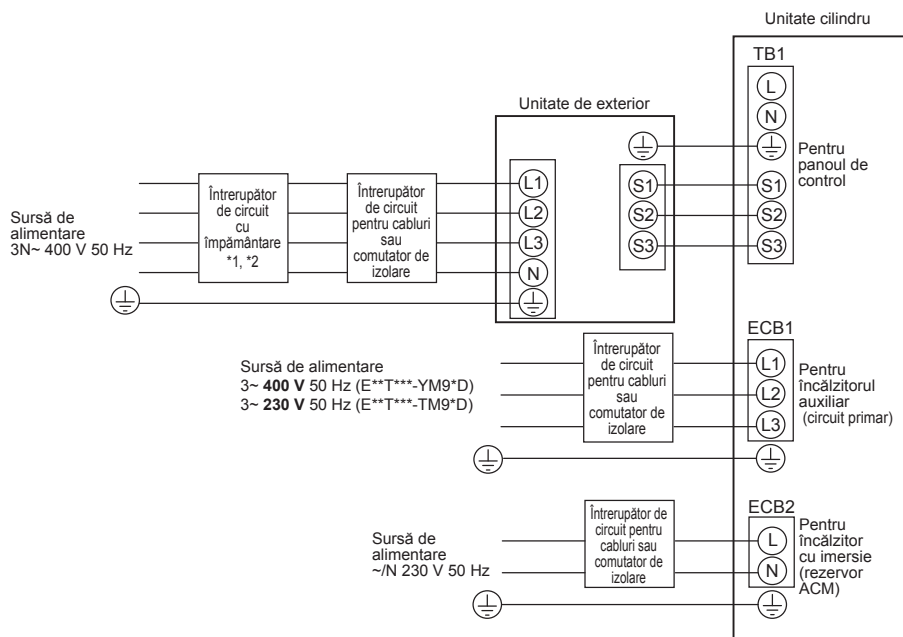 Unitate cilindru
TB1
L
N
Pentru
panoul de
control
S1
S2
S3
Unitate de exterior
S1
S2
S3
L1
L2
L3
N
Sursă de
alimentare
3N~ 400 V 50 Hz
Întrerupător
de circuit
cu
împământare
*1, *2
Întrerupător
de circuit
pentru cabluri
sau
comutator de
izolare
Sursă de alimentare
3~ 400 V 50 Hz (E**T***-YM9*D)
3~ 230 V 50 Hz (E**T***-TM9*D)
Întrerupător
de circuit
pentru cabluri
sau
comutator de
izolare
ECB1
L1
L2
L3
Pentru
încălzitorul
auxiliar
(circuit primar)
Sursă de
alimentare
~/N 230 V 50 Hz
Întrerupător de
circuit pentru
cabluri sau
comutator de
izolare
ECB2
L
N
Pentru
încălzitor
cu imersie
(rezervor
ACM)